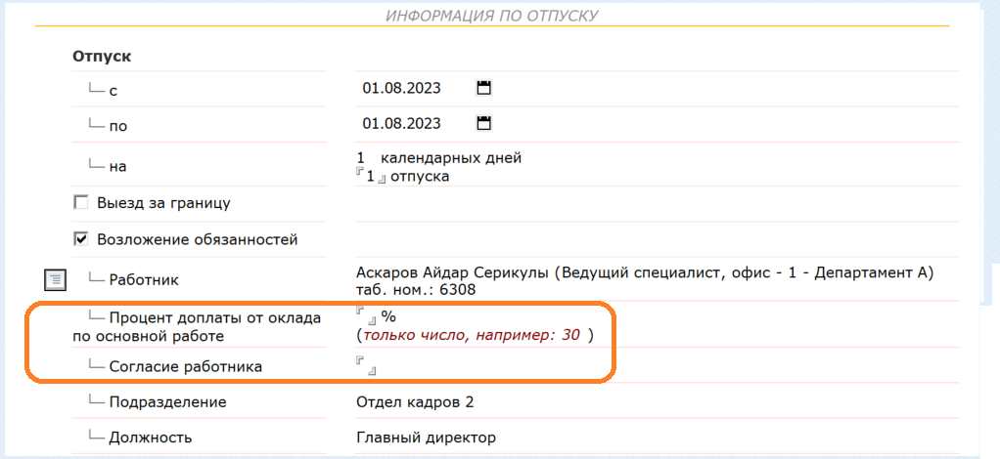 ИНФОРМАЦИЯ ПО ОТПУСКУ
Отпуск
с 01.08.2023
по 01.08.2023
на 1 календарных дней
1 отпуска
Выезд за границу
Возложение обязанностей
Работник Аскаров Айдар Серикулы (Ведущий специалист, офис - 1 - Департамент А)
таб. ном.: 6308
Процент доплаты от оклада %
по основной работе (только число, например: 30 )
Согласие работника
Подразделение Отдел кадров 2
Должность Главный директор